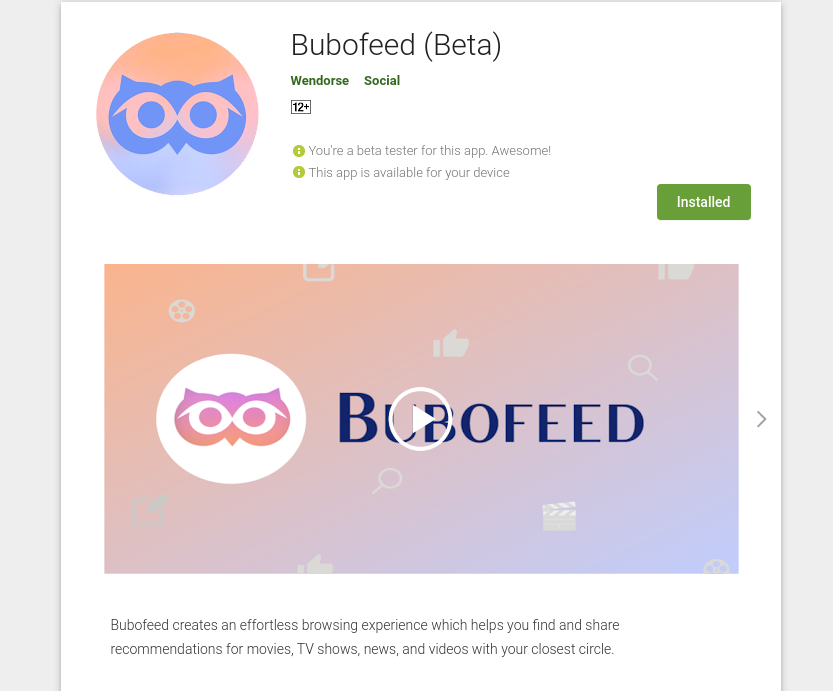 Bubofeed (Beta)
Wendorse Social
12+
You're a beta tester for this app. Awesome!
This app is available for your device
Installed
BUBOFEED
Bubofeed creates an effortless browsing experience which helps you find and share
recommendations for movies, TV shows, news, and videos with your closest circle.